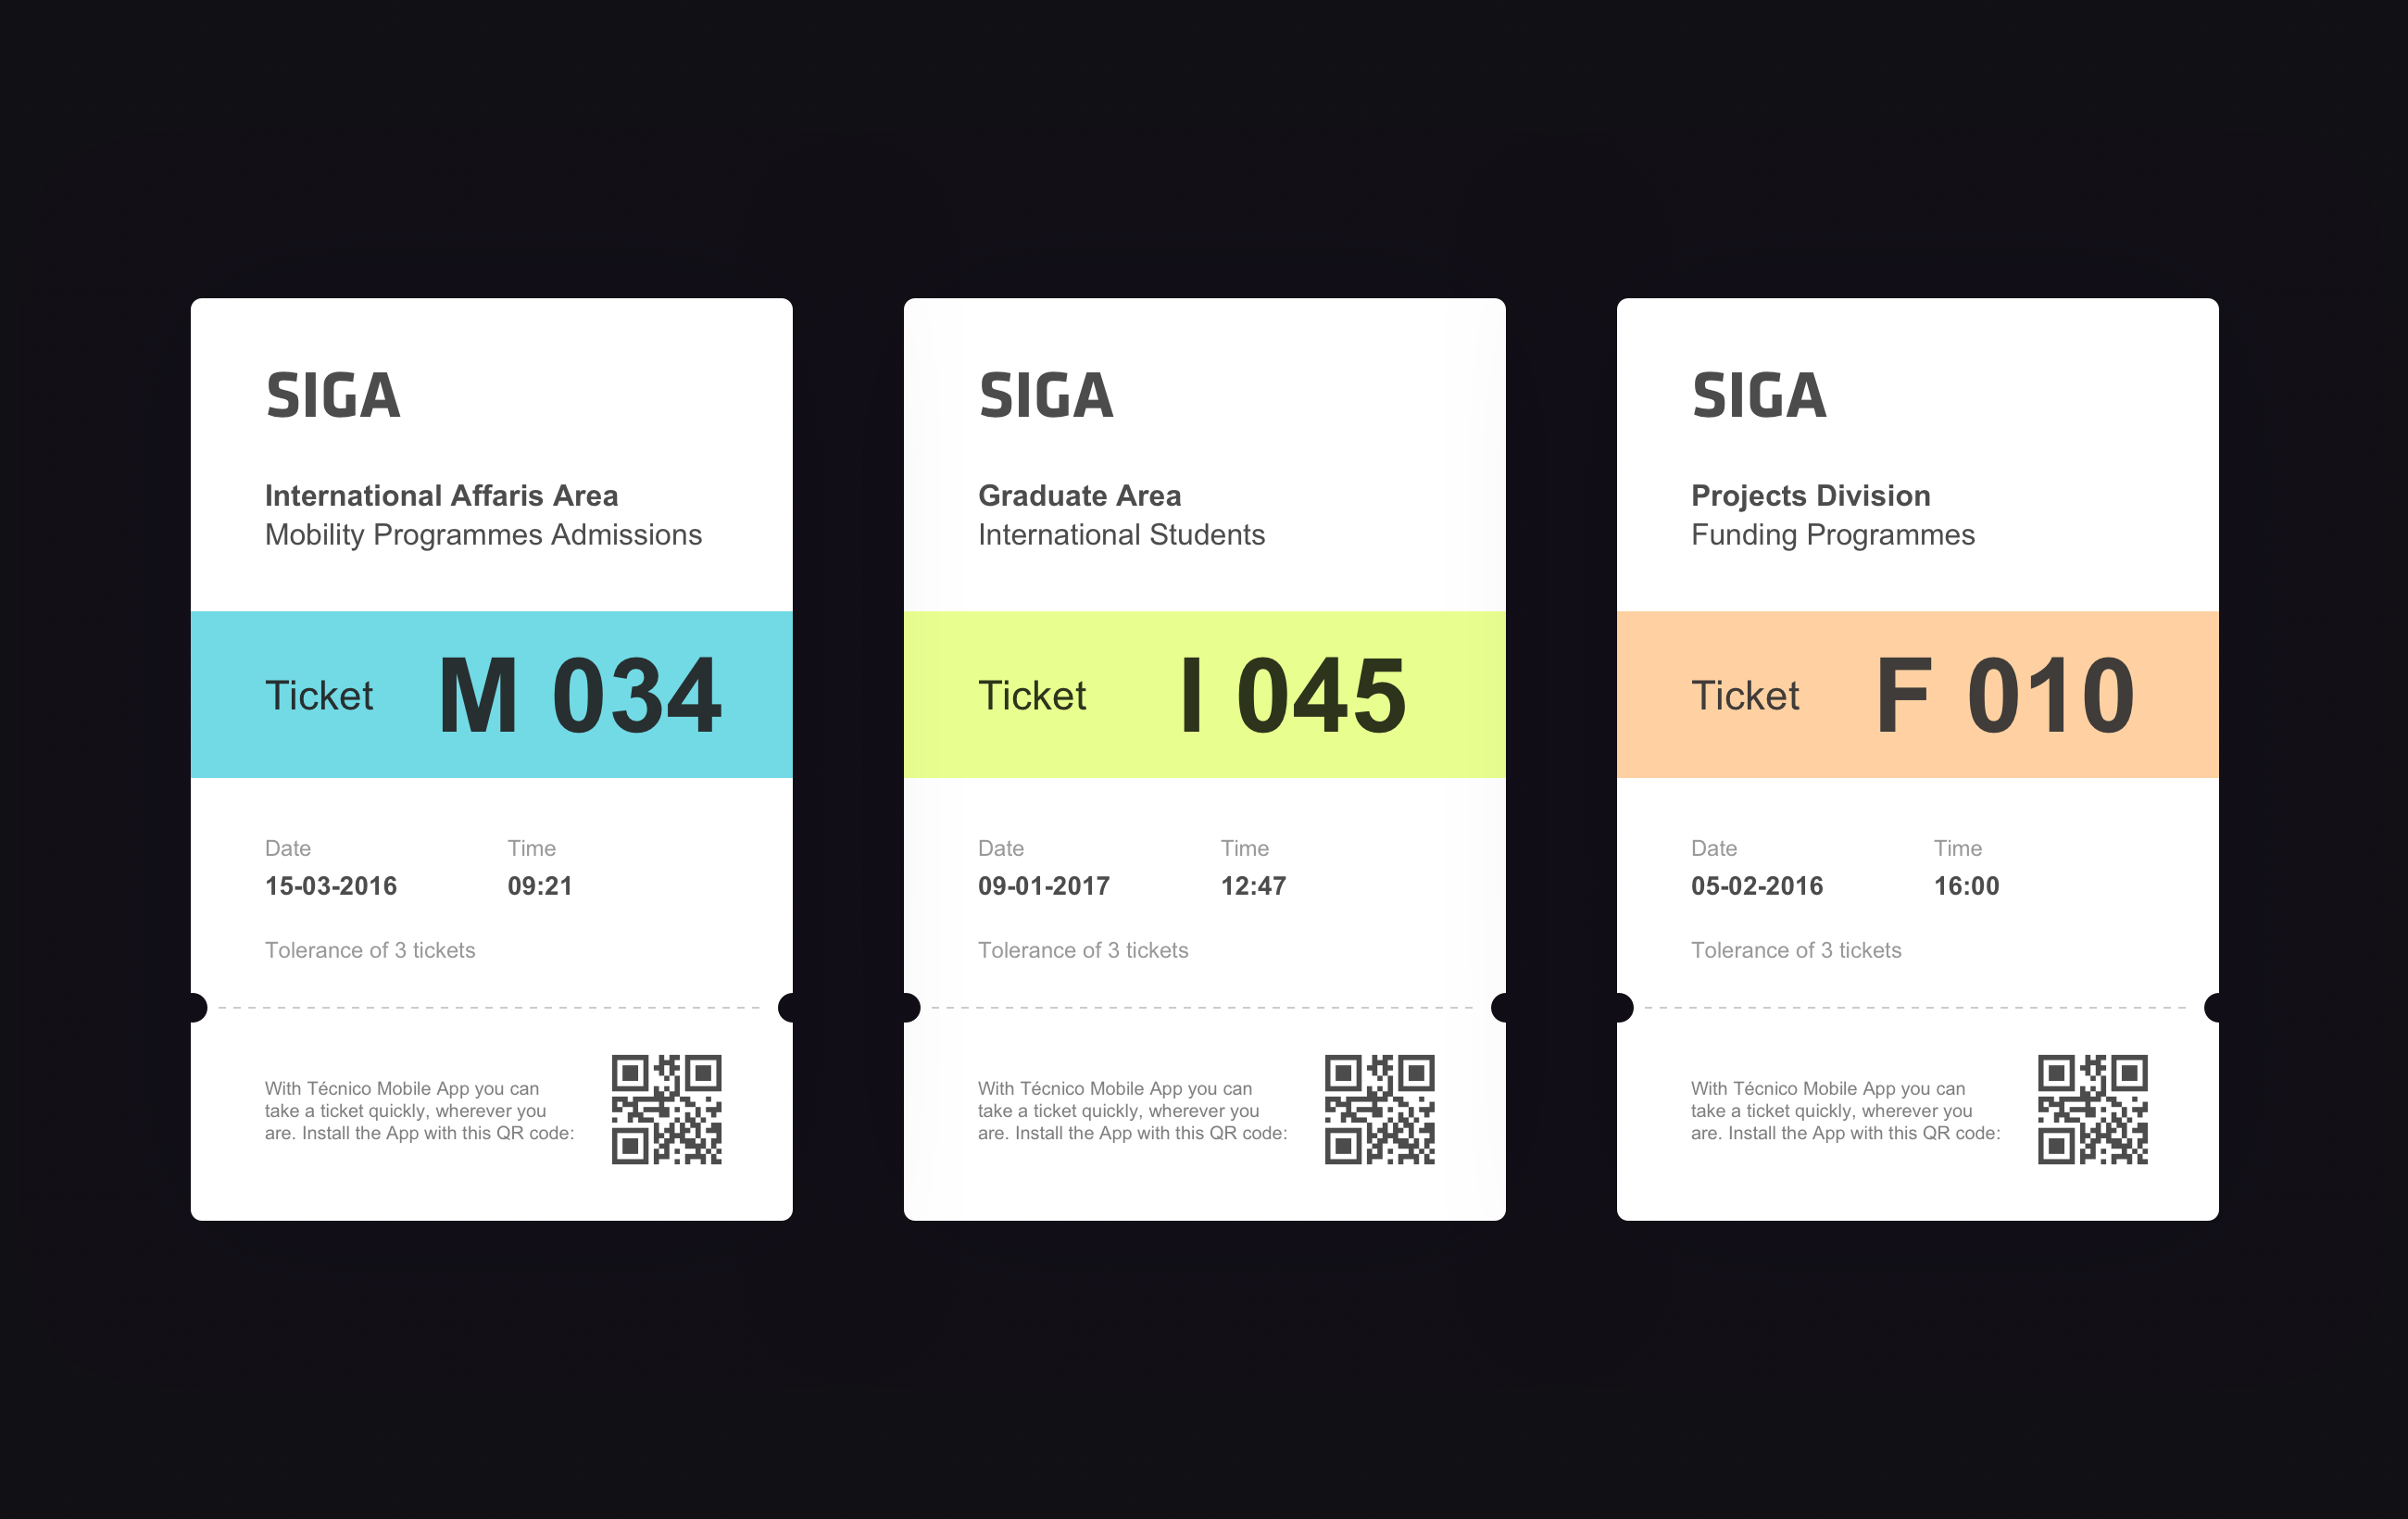 SIGA
International Affaris Area
Mobility Programmes Admissions
Ticket M 034
Date Time
15-03-2016 09:21
Tolerance of 3 tickets
With Técnico Mobile App you can
take a ticket quickly, wherever you
are. Install the App with this QR code:
SIGA
Graduate Area
International Students
Ticket I 045
Date Time
09-01-2017 12:47
Tolerance of 3 tickets
With Técnico Mobile App you can
take a ticket quickly, wherever you
are. Install the App with this QR code:
SIGA
Projects Division
Funding Programmes
Ticket F 010
Date Time
05-02-2016 16:00
Tolerance of 3 tickets
With Técnico Mobile App you can
take a ticket quickly, wherever you
are. Install the App with this QR code: